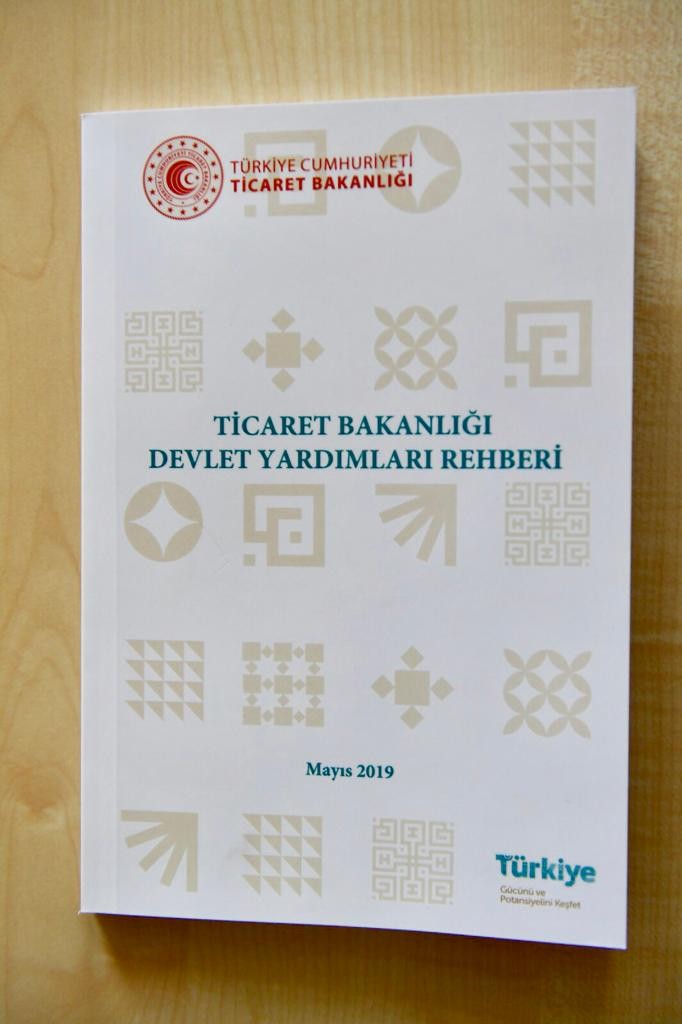 TÜRKİYE CUMHURİYETİ
TİCARET BAKANLIĞI
TİCARET BAKANLIĞI
DEVLET YARDIMLARI REHBERİ
Mayıs 2019
Türkiye
Gücünü ve
Potansiyelini Keşfet